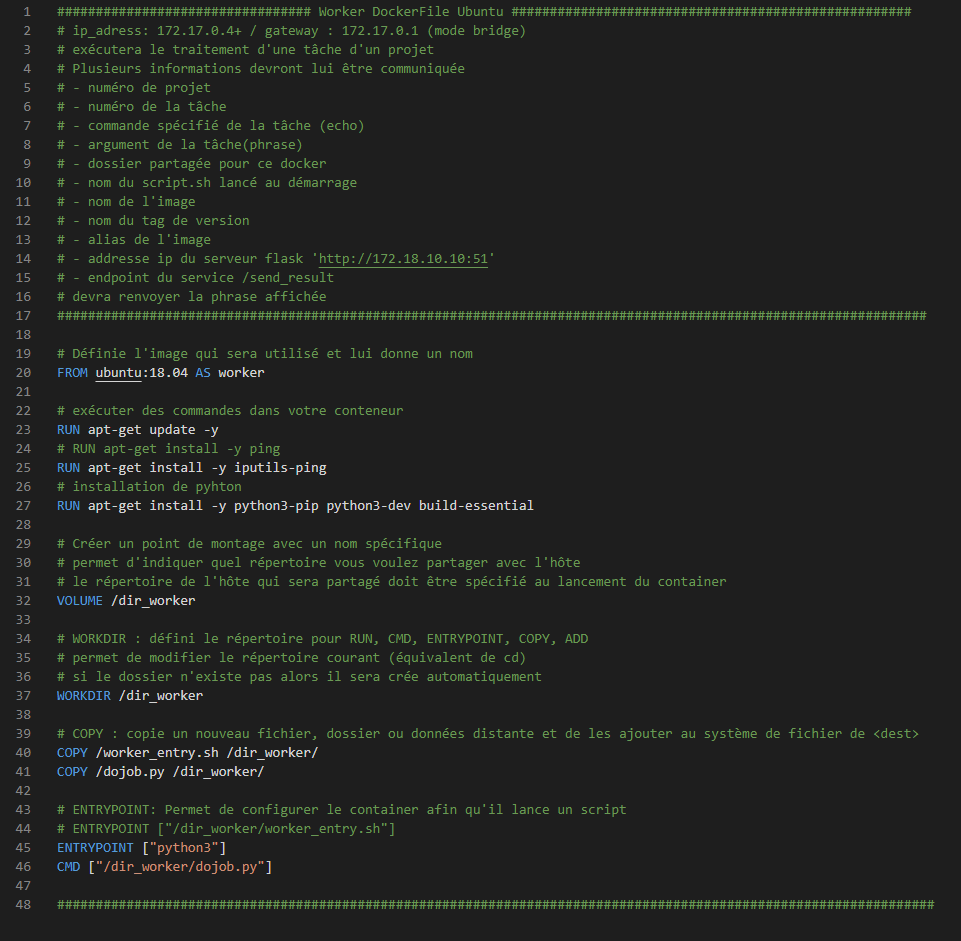 1 ################################# Worker DockerFile Ubuntu ####################################################
2 # ip_adress: 172.17.0.4+ / gateway : 172.17.0.1 (mode bridge)
3 # exécutera le traitement d'une tâche d'un projet
4 # Plusieurs informations devront lui être communiquée
5 # - numéro de projet
6 # - numéro de la tâche
7 # - commande spécifié de la tâche (echo)
8 # - argument de la tâche(phrase)
9 # - dossier partagée pour ce docker
10 # - nom du script.sh lancé au démarrage
11 # - nom de l'image
12 # - nom du tag de version
13 # - alias de l'image
14 # - addresse ip du serveur flask 'http://172.18.10.10:51'
15 # - endpoint du service /send_result
16 # devra renvoyer la phrase affichée
17 #################################################################################################################
18
19 # Définie l'image qui sera utilisé et lui donne un nom
20 FROM ubuntu:18.04 AS worker
21
22 # exécuter des commandes dans votre conteneur
23 RUN apt-get update -y
24 # RUN apt-get install -y ping
25 RUN apt-get install -y iputils-ping
26 # installation de pyhton
27 RUN apt-get install -y python3-pip python3-dev build-essential
28
29 # Créer un point de montage avec un nom spécifique
30 # permet d'indiquer quel répertoire vous voulez partager avec l'hôte
31 # le répertoire de l'hôte qui sera partagé doit être spécifié au lancement du container
32 VOLUME /dir_worker
33
34 # WORKDIR : défini le répertoire pour RUN, CMD, ENTRYPOINT, COPY, ADD
35 # permet de modifier le répertoire courant (équivalent de cd)
36 # si le dossier n'existe pas alors il sera crée automatiquement
37 WORKDIR /dir_worker
38
39 # COPY : copie un nouveau fichier, dossier ou données distante et de les ajouter au système de fichier de <dest>
40 COPY /worker_entry.sh /dir_worker/
41 COPY /dojob.py /dir_worker/
42
43 # ENTRYPOINT: Permet de configurer le container afin qu'il lance un script
44 # ENTRYPOINT ["/dir_worker/worker_entry.sh"]
45 ENTRYPOINT ["python3"]
46 CMD ["/dir_worker/dojob.py"]
47
48 ##################################################################################################################